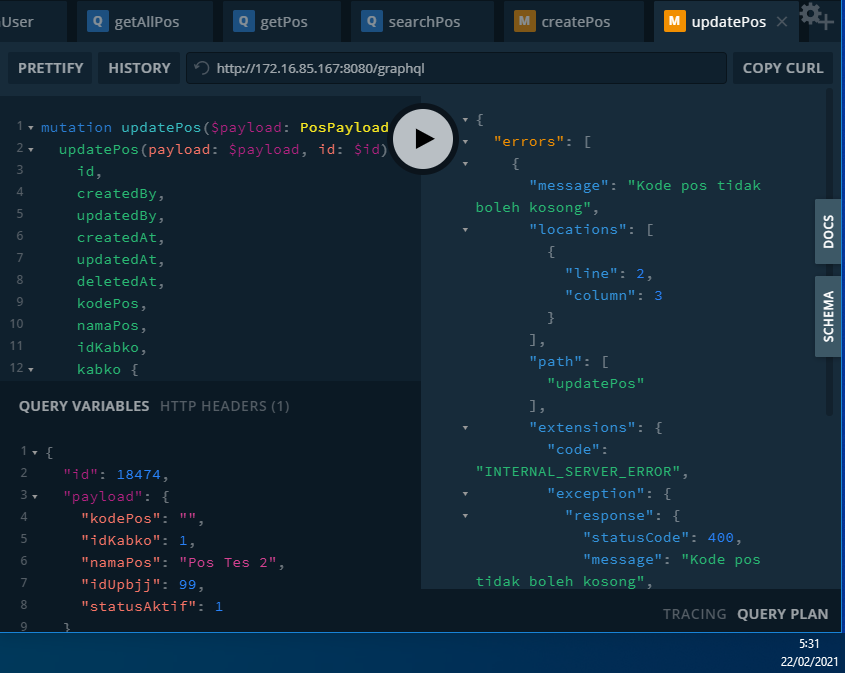 User
Q getAllPos
Q getPos
Q searchPos
M createPos
M updatePos
PRETTIFY
HISTORY
http://172.16.85.167:8080/graphql
COPY CURL
1 mutation updatePos($payload: PosPayload
2 updatePos(payload: $payload, id: $id)
3 id,
4 createdBy,
5 updatedBy,
6 createdAt,
7 updatedAt,
8 deletedAt,
9 kodePos,
10 namaPos,
11 idKabko,
12 kabko {
QUERY VARIABLES HTTP HEADERS (1)
1 {
2 "id": 18474,
3 "payload": {
4 "kodePos": "",
5 "idKabko": 1,
6 "namaPos": "Pos Tes 2",
7 "idUpbjj": 99,
8 "statusAktif": 1
9 }
{
"errors": [
{
"message": "Kode pos tidak
boleh kosong",
"locations": [
{
"line": 2,
"column": 3
}
],
"path": [
"updatePos"
],
"extensions": {
"code":
"INTERNAL_SERVER_ERROR",
"exception": {
"response": {
"statusCode": 400,
"message": "Kode pos
tidak boleh kosong",
DOCS
SCHEMA
TRACING QUERY PLAN
5:31
22/02/2021